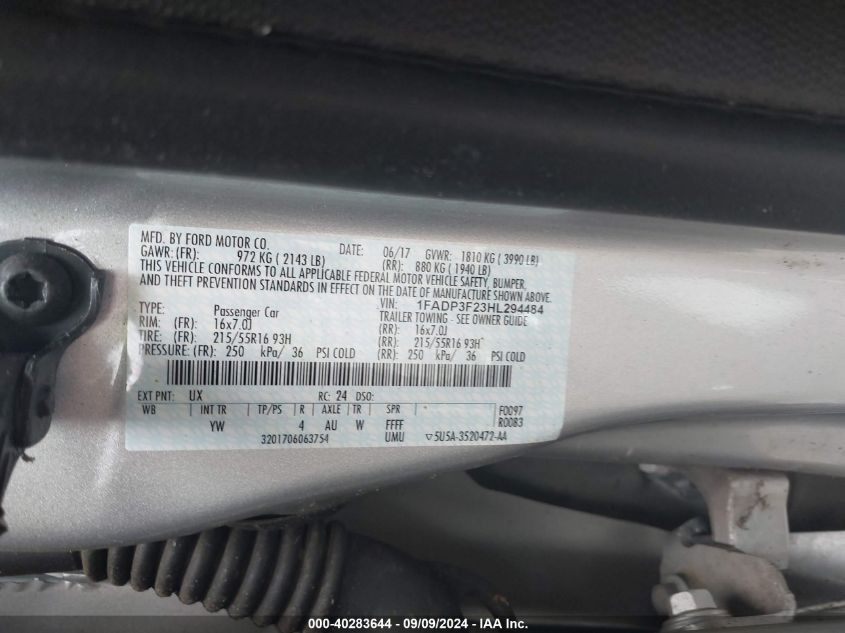 MFD. BY FORD MOTOR CO.
DATE: 06/17 GVWR: 1810 KG ( 3990 LB)
GAWR: (FR): 972 KG ( 2143 LB) (RR): 880 KG ( 1940 LB)
THIS VEHICLE CONFORMS TO ALL APPLICABLE FEDERAL MOTOR VEHICLE SAFETY, BUMPER,
AND THEFT PREVENTION STANDARDS IN EFFECT ON THE DATE OF MANUFACTURE SHOWN ABOVE.
VIN: 1FADP3F23HL294484
TYPE: Passenger Car TRAILER TOWING - SEE OWNER GUIDE
RIM: (FR): 16x7.0J (RR): 16x7.0J
TIRE: (FR): 215/55R16 93H (RR): 215/55R16 93H
PRESSURE: (FR): 250 kPa/ 36 PSI COLD (RR): 250 kPa/ 36 PSI COLD
EXT PNT: UX RC: 24 DSO:
WB INT TR TP/PS R AXLE TR SPR F0097
YW 4 AU W FFFF R0083
3201706063754 UMU ▽5U5A-3520472-AA
000-40283644 - 09/09/2024 - IAA Inc.